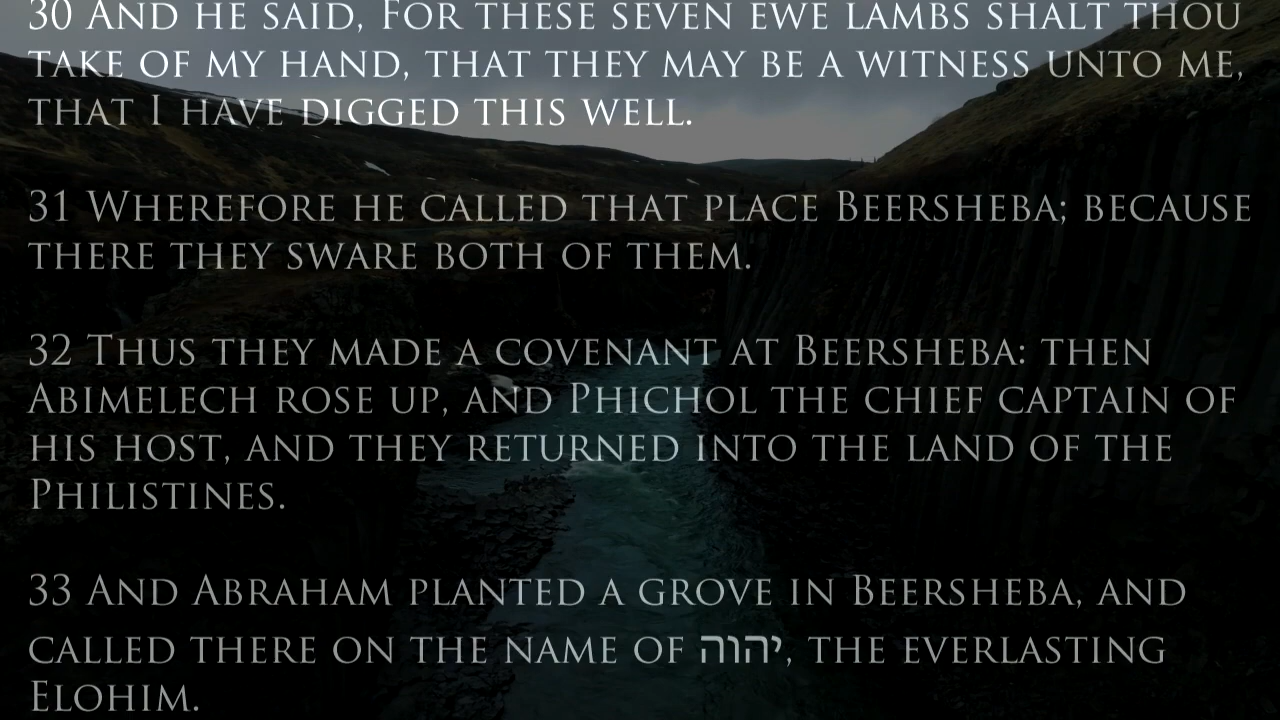 30 And he said, For these seven ewe lambs shalt thou
take of my hand, that they may be a witness unto me,
that I have digged this well.
31 Wherefore he called that place Beersheba; because
there they sware both of them.
32 Thus they made a covenant at Beersheba: then
Abimelech rose up, and Phichol the chief captain of
his host, and they returned into the land of the
Philistines.
33 And Abraham planted a grove in Beersheba, and
called there on the name of יהוה, the everlasting
Elohim.